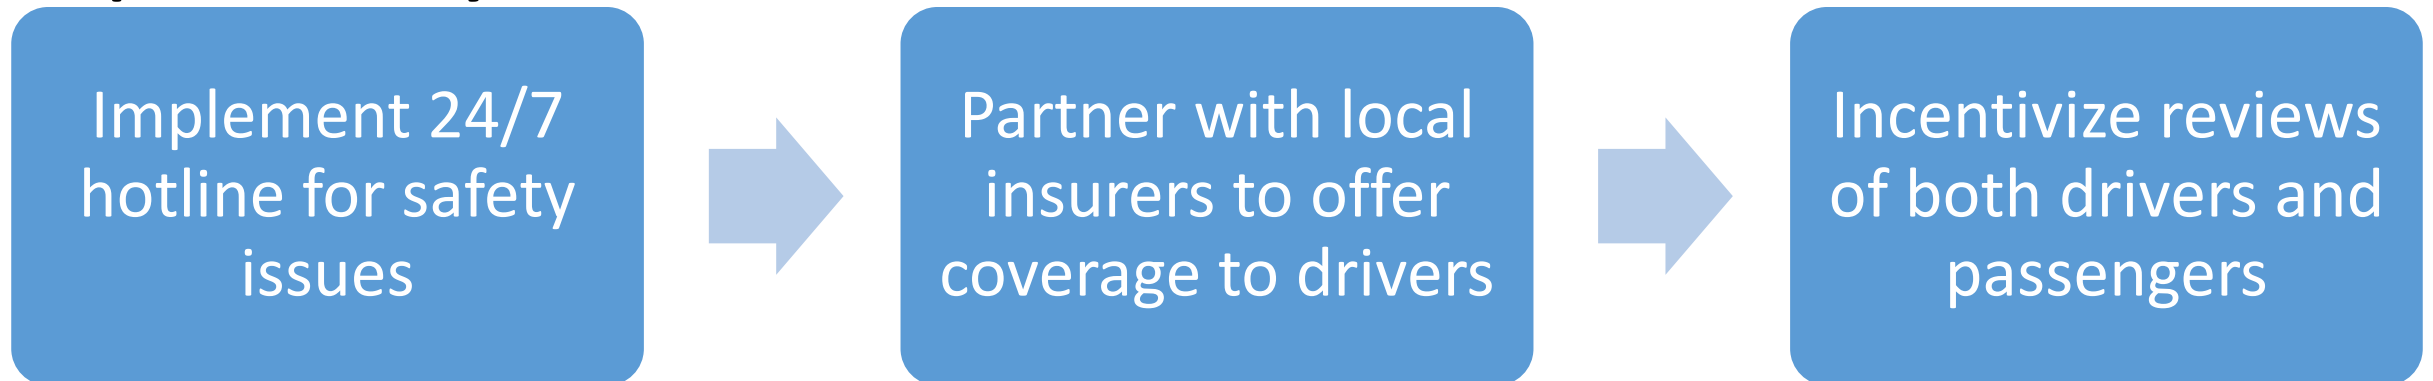 Implement 24/7
hotline for safety
issues
Partner with local
insurers to offer
coverage to drivers
Incentivize reviews
of both drivers and
passengers